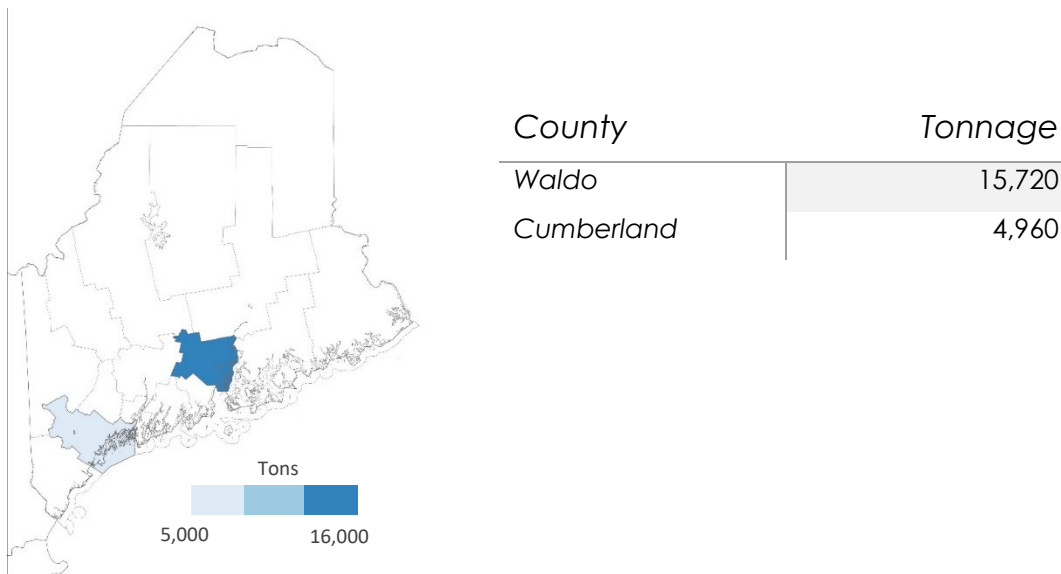 County Tonnage
Waldo 15,720
Cumberland 4,960
Tons
5,000 16,000